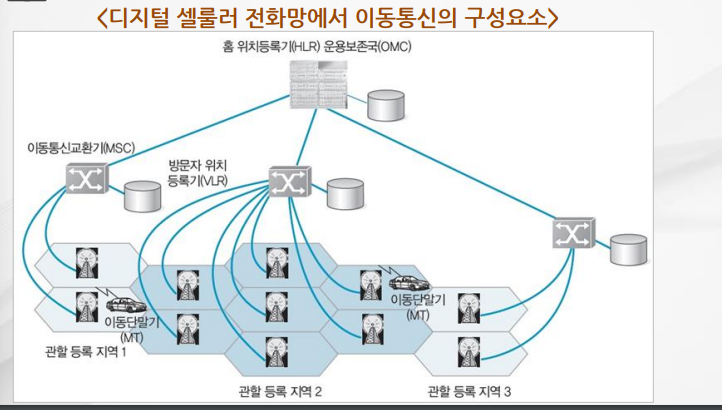 <디지털 셀룰러 전화망에서 이동통신의 구성요소>
홈 위치등록기(HLR) 운용보존국(OMC)
이동통신교환기(MSC)
방문자 위치
등록기(VLR)
이동단말기
(MT)
이동단말기
(MT)
관할 등록 지역 1
관할 등록 지역 2
관할 등록 지역 3